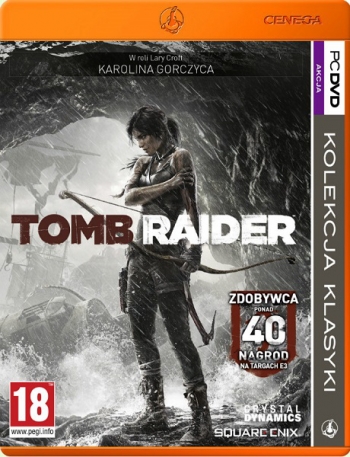 CENEGA
W roli Lary Croft
KAROLINA GORCZYCA
PC DVD
AKCJA
KOLEKCJA KLASYKI
TOMB RAIDER
ZDOBYWCA
PONAD
40
NAGRÓD
NA TARGACH E3
18
www.pegi.info
CRYSTAL
DYNAMICS
SQUARE ENIX